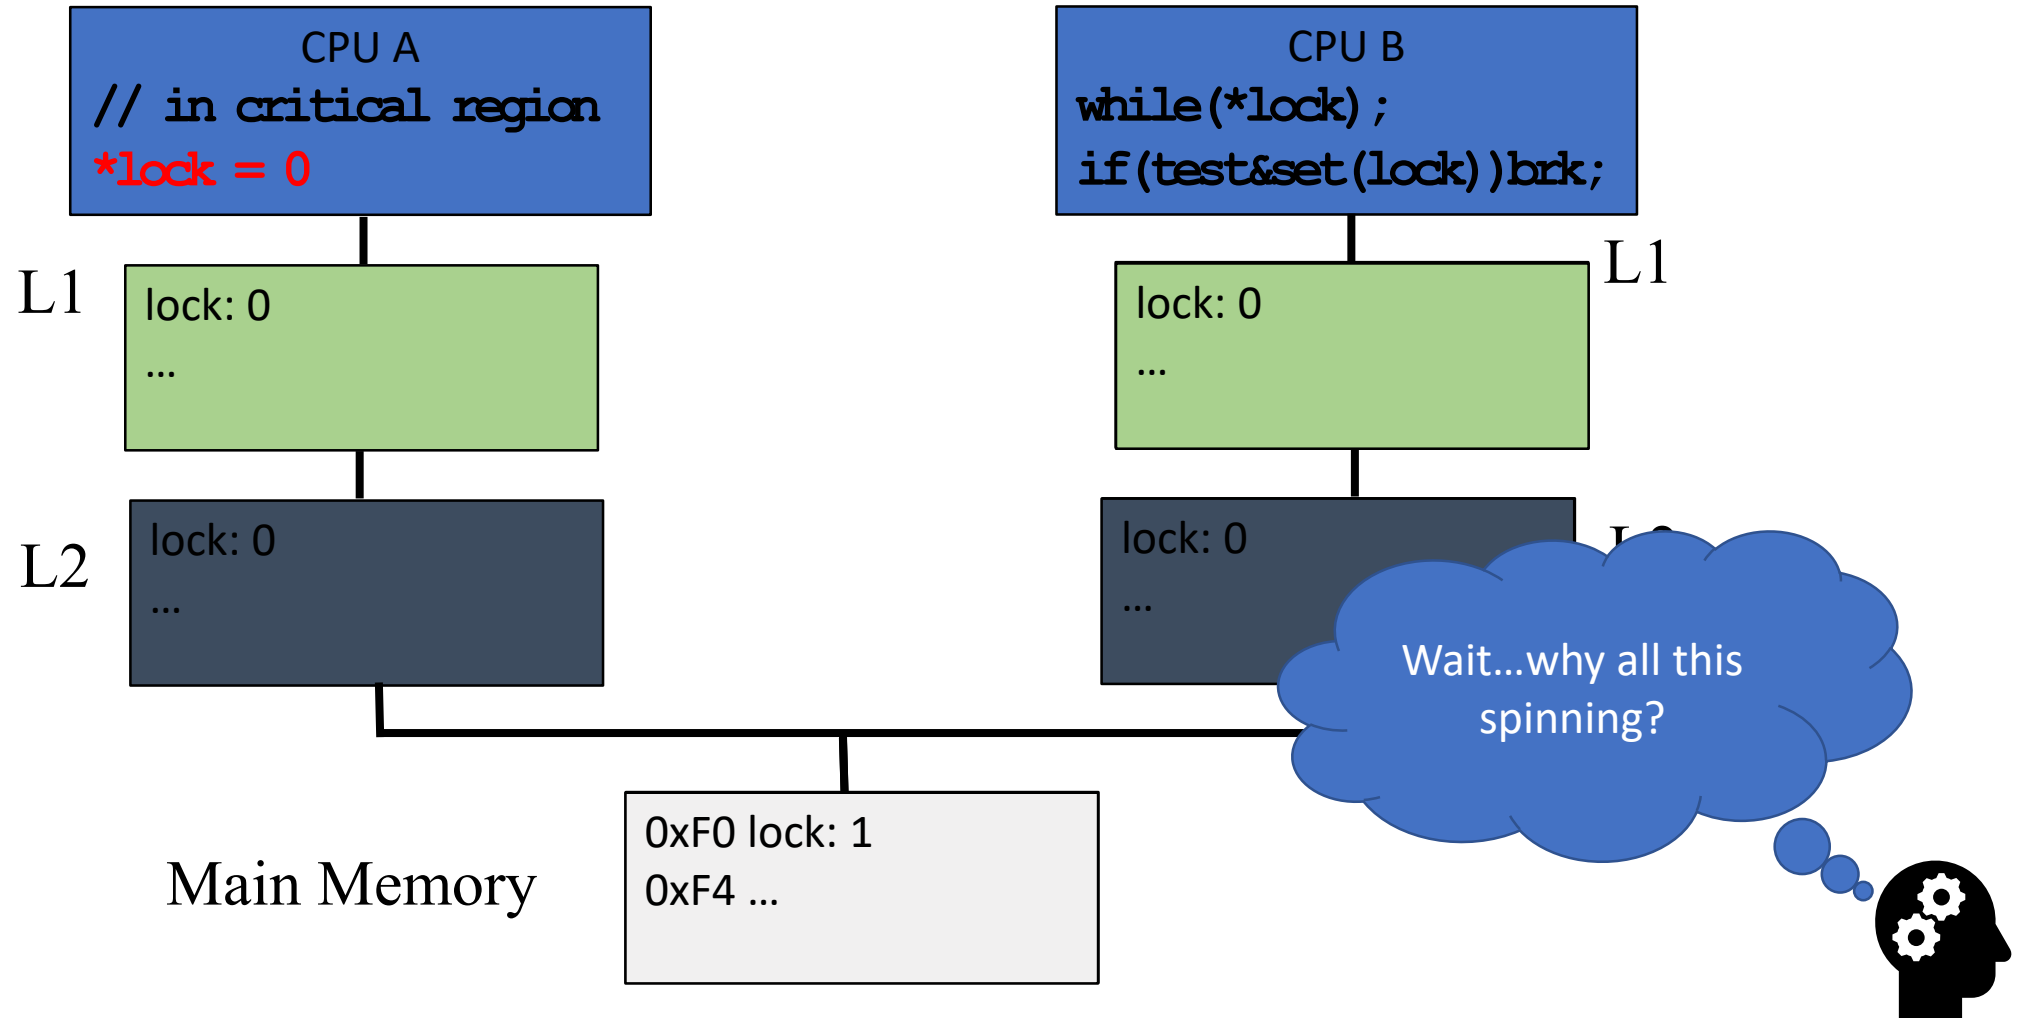 CPU A
// in critical region
*lock = 0
CPU B
while(*lock);
if(test&set(lock))brk;
L1
lock: 0
…
lock: 0
…
L1
L2
lock: 0
…
lock: 0
…
Wait…why all this
spinning?
Main Memory
0xF0 lock: 1
0xF4 …